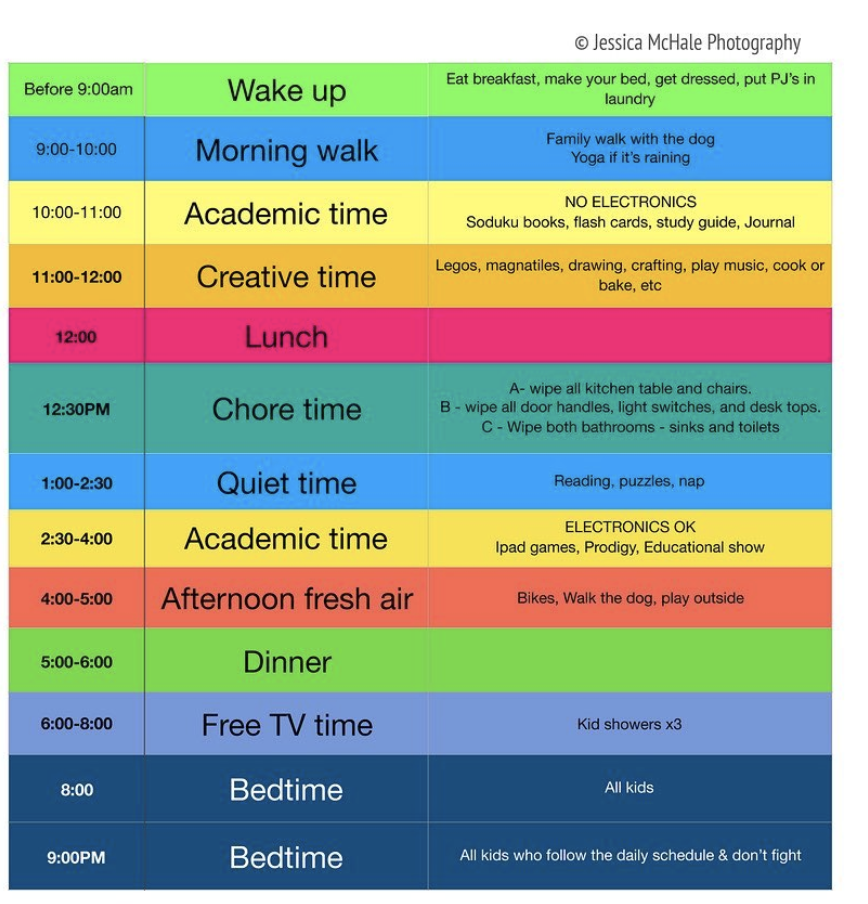 © Jessica McHale Photography
Before 9:00am
Wake up
Eat breakfast, make your bed, get dressed, put PJ's in
laundry
9:00-10:00
Morning walk
Family walk with the dog
Yoga if it's raining
10:00-11:00
Academic time
NO ELECTRONICS
Soduku books, flash cards, study guide, Journal
11:00-12:00
Creative time
Legos, magnatiles, drawing, crafting, play music, cook or
bake, etc
12:00
Lunch
12:30PM
Chore time
A- wipe all kitchen table and chairs.
B - wipe all door handles, light switches, and desk tops.
C - Wipe both bathrooms - sinks and toilets
1:00-2:30
Quiet time
Reading, puzzles, nap
2:30-4:00
Academic time
ELECTRONICS OK
Ipad games, Prodigy, Educational show
4:00-5:00
Afternoon fresh air
Bikes, Walk the dog, play outside
5:00-6:00
Dinner
6:00-8:00
Free TV time
Kid showers x3
8:00
Bedtime
All kids
9:00PM
Bedtime
All kids who follow the daily schedule & don't fight